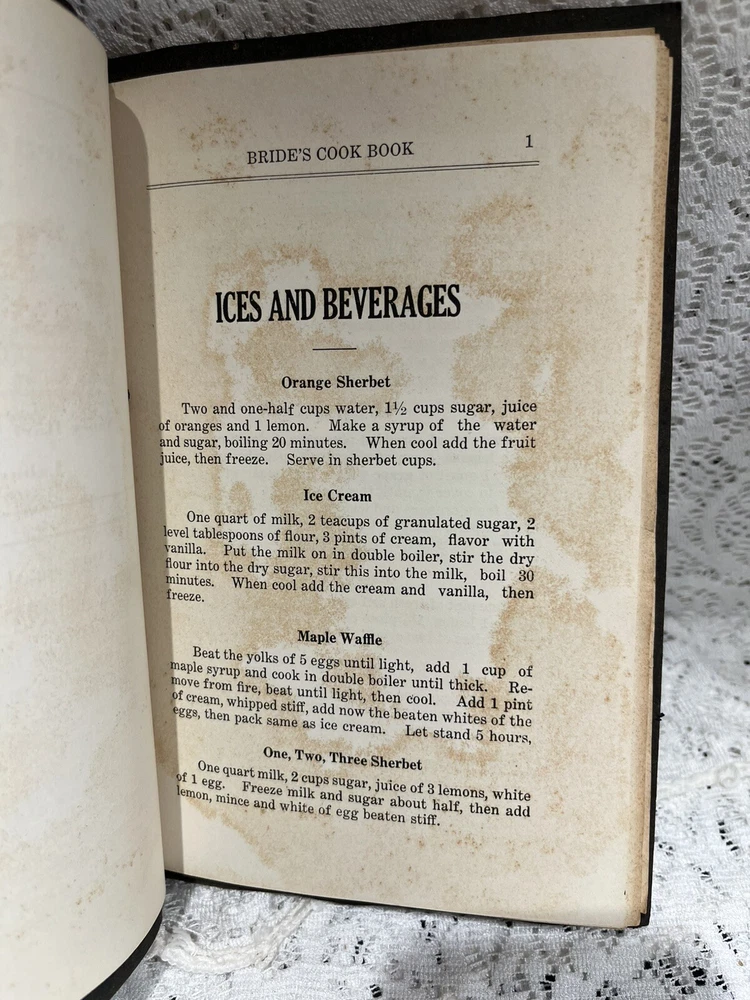 BRIDE'S COOK BOOK 1
ICES AND BEVERAGES
Orange Sherbet
Two and one-half cups water, 1½ cups sugar, juice
of oranges and 1 lemon. Make a syrup of the water
and sugar, boiling 20 minutes. When cool add the fruit
juice, then freeze. Serve in sherbet cups.
Ice Cream
One quart of milk, 2 teacups of granulated sugar, 2
level tablespoons of flour, 3 pints of cream, flavor with
vanilla. Put the milk on in double boiler, stir the dry
flour into the dry sugar, stir this into the milk, boil 30
minutes. When cool add the cream and vanilla, then
freeze.
Maple Waffle
Beat the yolks of 5 eggs until light, add 1 cup of
maple syrup and cook in double boiler until thick. Re-
move from fire, beat until light, then cool. Add 1 pint
of cream, whipped stiff, add now the beaten whites of the
eggs, then pack same as ice cream. Let stand 5 hours,
One, Two, Three Sherbet
One quart milk, 2 cups sugar, juice of 3 lemons, white
of 1 egg. Freeze milk and sugar about half, then add
lemon, mince and white of egg beaten stiff.